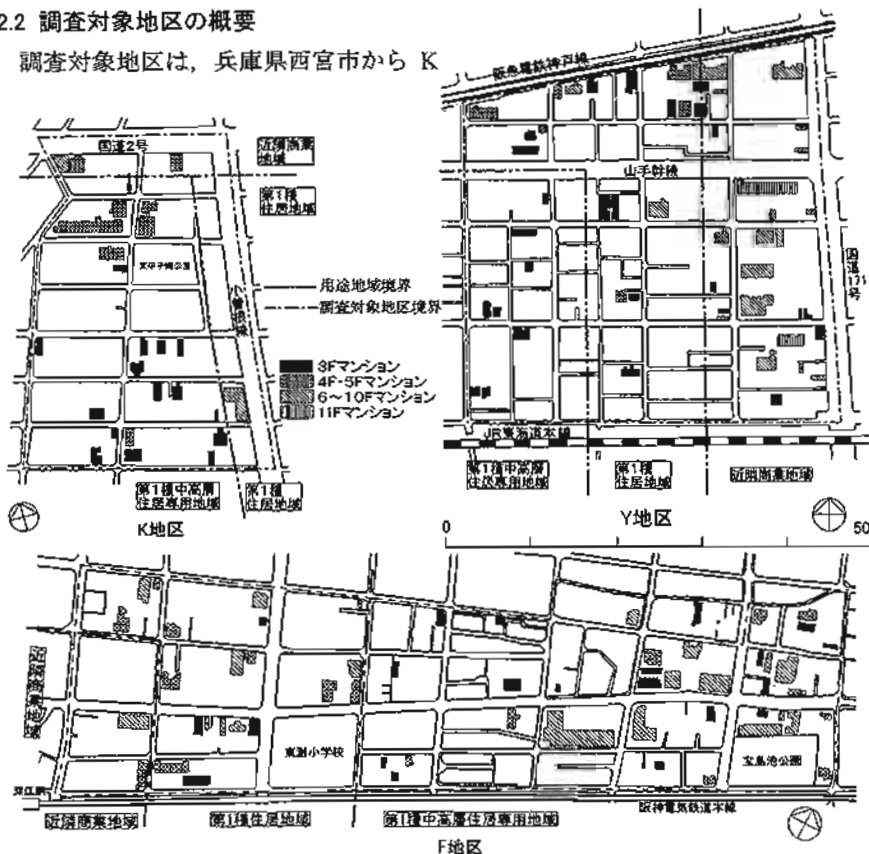 2.2 調査対象地区の概要
調査対象地区は，兵庫県西宮市から K
国道2号
近隣商業
地域
第1種
住居地域
用途地域境界
調査対象地区境界
3Fマンション
4F・5Fマンション
6～10Fマンション
11Fマンション
第1種中高層
住居専用地域
第1種
住居地域
K地区
阪急電鉄神戸線
山手幹線
国道171号
JR東海道本線
第1種中高層
住居専用地域
第1種
住居地域
近隣商業地域
Y地区
0
50
東淵小学校
宝島池公園
阪神電気鉄道本線
近隣商業地域
第1種住居地域
第1種中高層住居専用地域
F地区